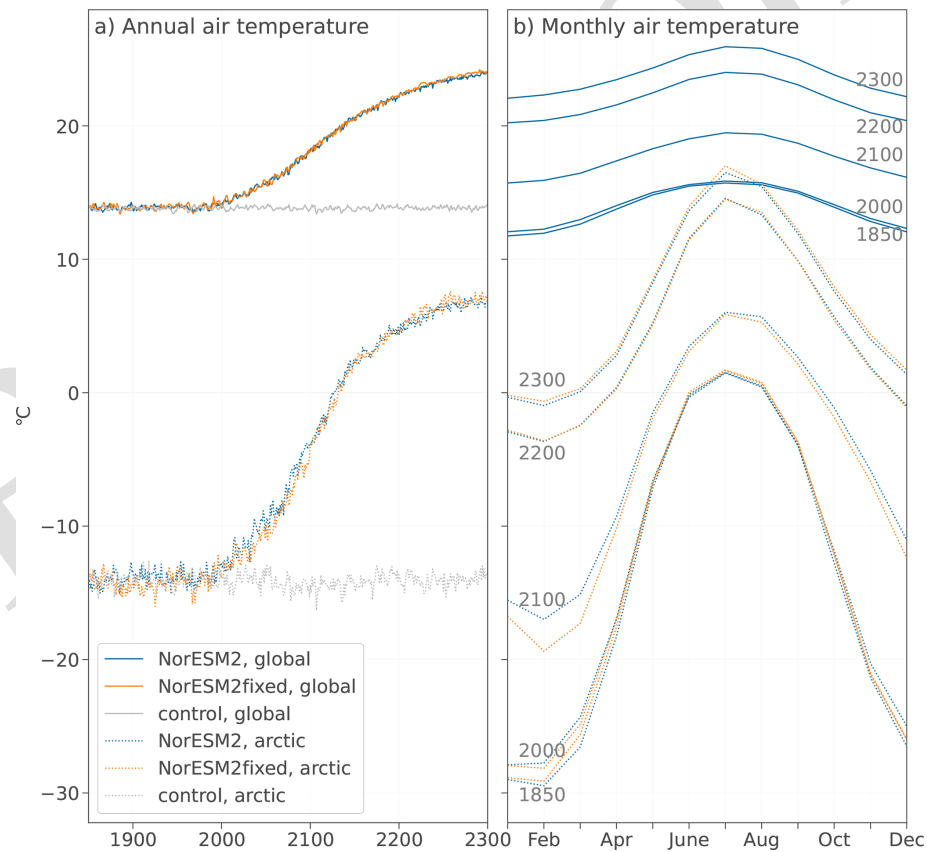 a) Annual air temperature
b) Monthly air temperature
°C
20
10
0
−10
−20
−30
1900
2000
2100
2200
2300
NorESM2, global
NorESM2fixed, global
control, global
NorESM2, arctic
NorESM2fixed, arctic
control, arctic
2300
2200
2100
2000
1850
2300
2200
2100
2000
1850
Feb
Apr
June
Aug
Oct
Dec